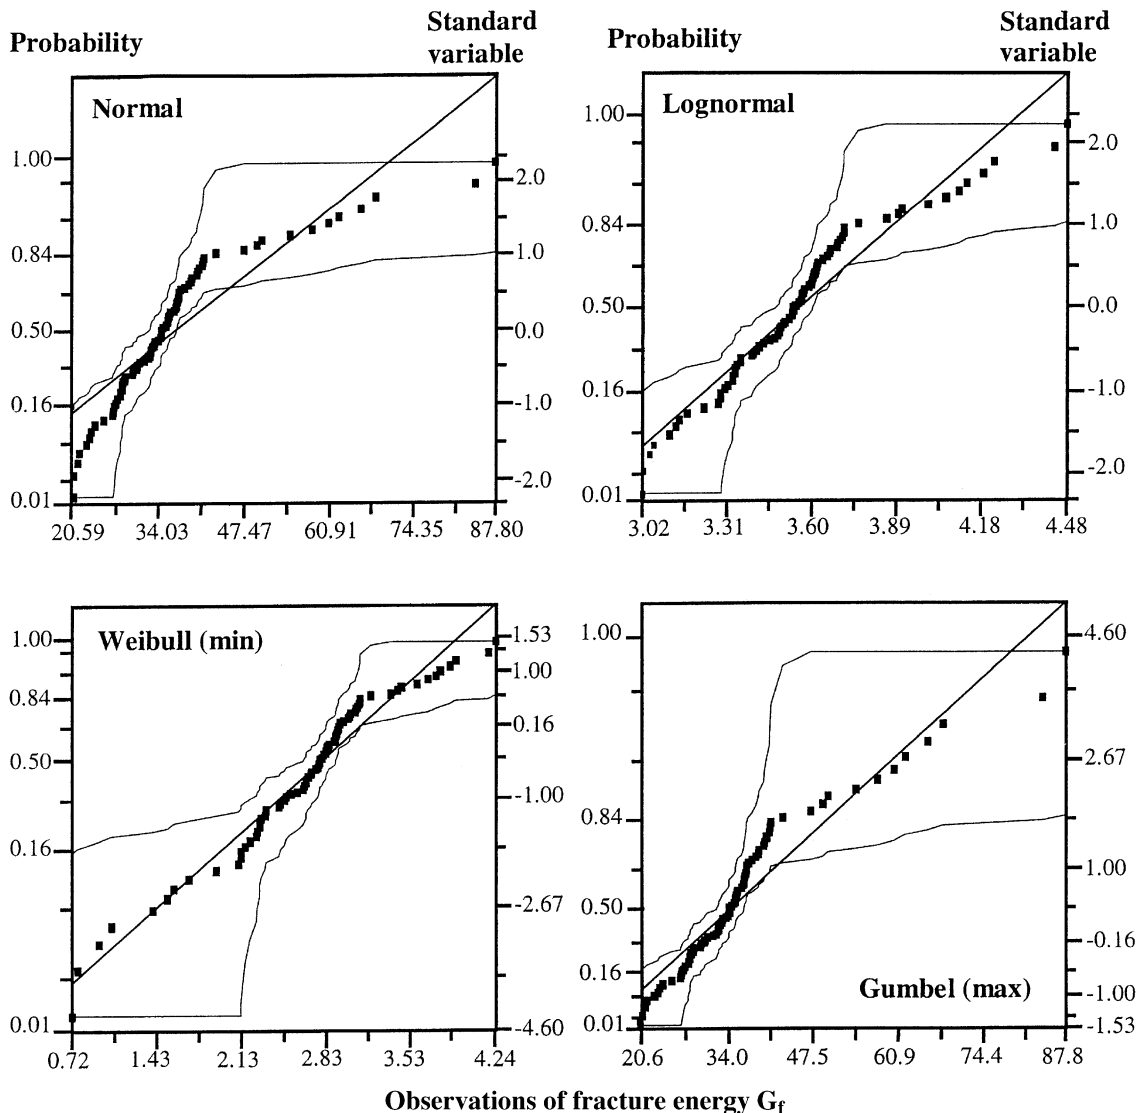 Probability
Standard
variable
Normal
1.00
0.84
0.50
0.16
0.01
2.0
1.0
0.0
-1.0
-2.0
20.59 34.03 47.47 60.91 74.35 87.80
Probability
Standard
variable
Lognormal
1.00
0.84
0.50
0.16
0.01
2.0
1.0
0.0
-1.0
-2.0
3.02 3.31 3.60 3.89 4.18 4.48
Weibull (min)
1.00
0.84
0.50
0.16
0.01
1.53
1.00
0.16
-1.00
-2.67
-4.60
0.72 1.43 2.13 2.83 3.53 4.24
1.00
0.84
0.50
0.16
0.01
4.60
2.67
1.00
-0.16
-1.00
-1.53
Gumbel (max)
20.6 34.0 47.5 60.9 74.4 87.8
Observations of fracture energy Gf